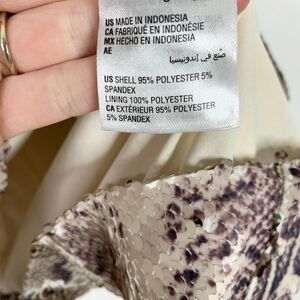 US MADE IN INDONESIA
CA FABRIQUÉ EN INDONÉSIE
MX HECHO EN INDONESIA
AE
صُنع في إندونيسيا
US SHELL 95% POLYESTER 5%
SPANDEX
LINING 100% POLYESTER
CA EXTÉRIEUR 95% POLYESTER
5% SPANDEX